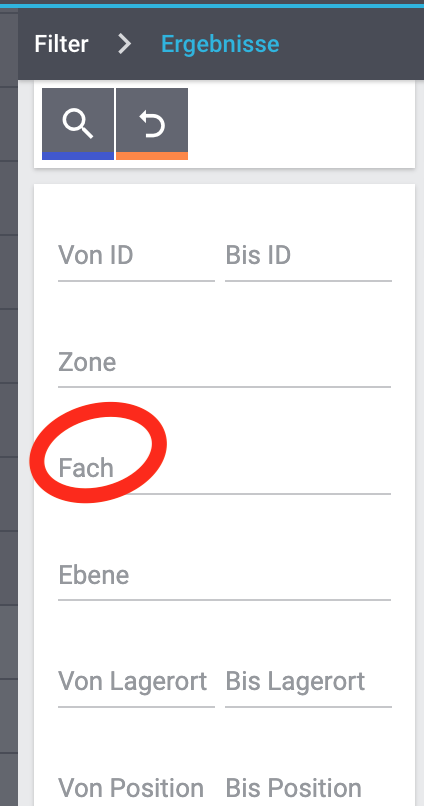 Filter > Ergebnisse
Von ID Bis ID
Zone
Fach
Ebene
Von Lagerort Bis Lagerort
Von Position Bis Position